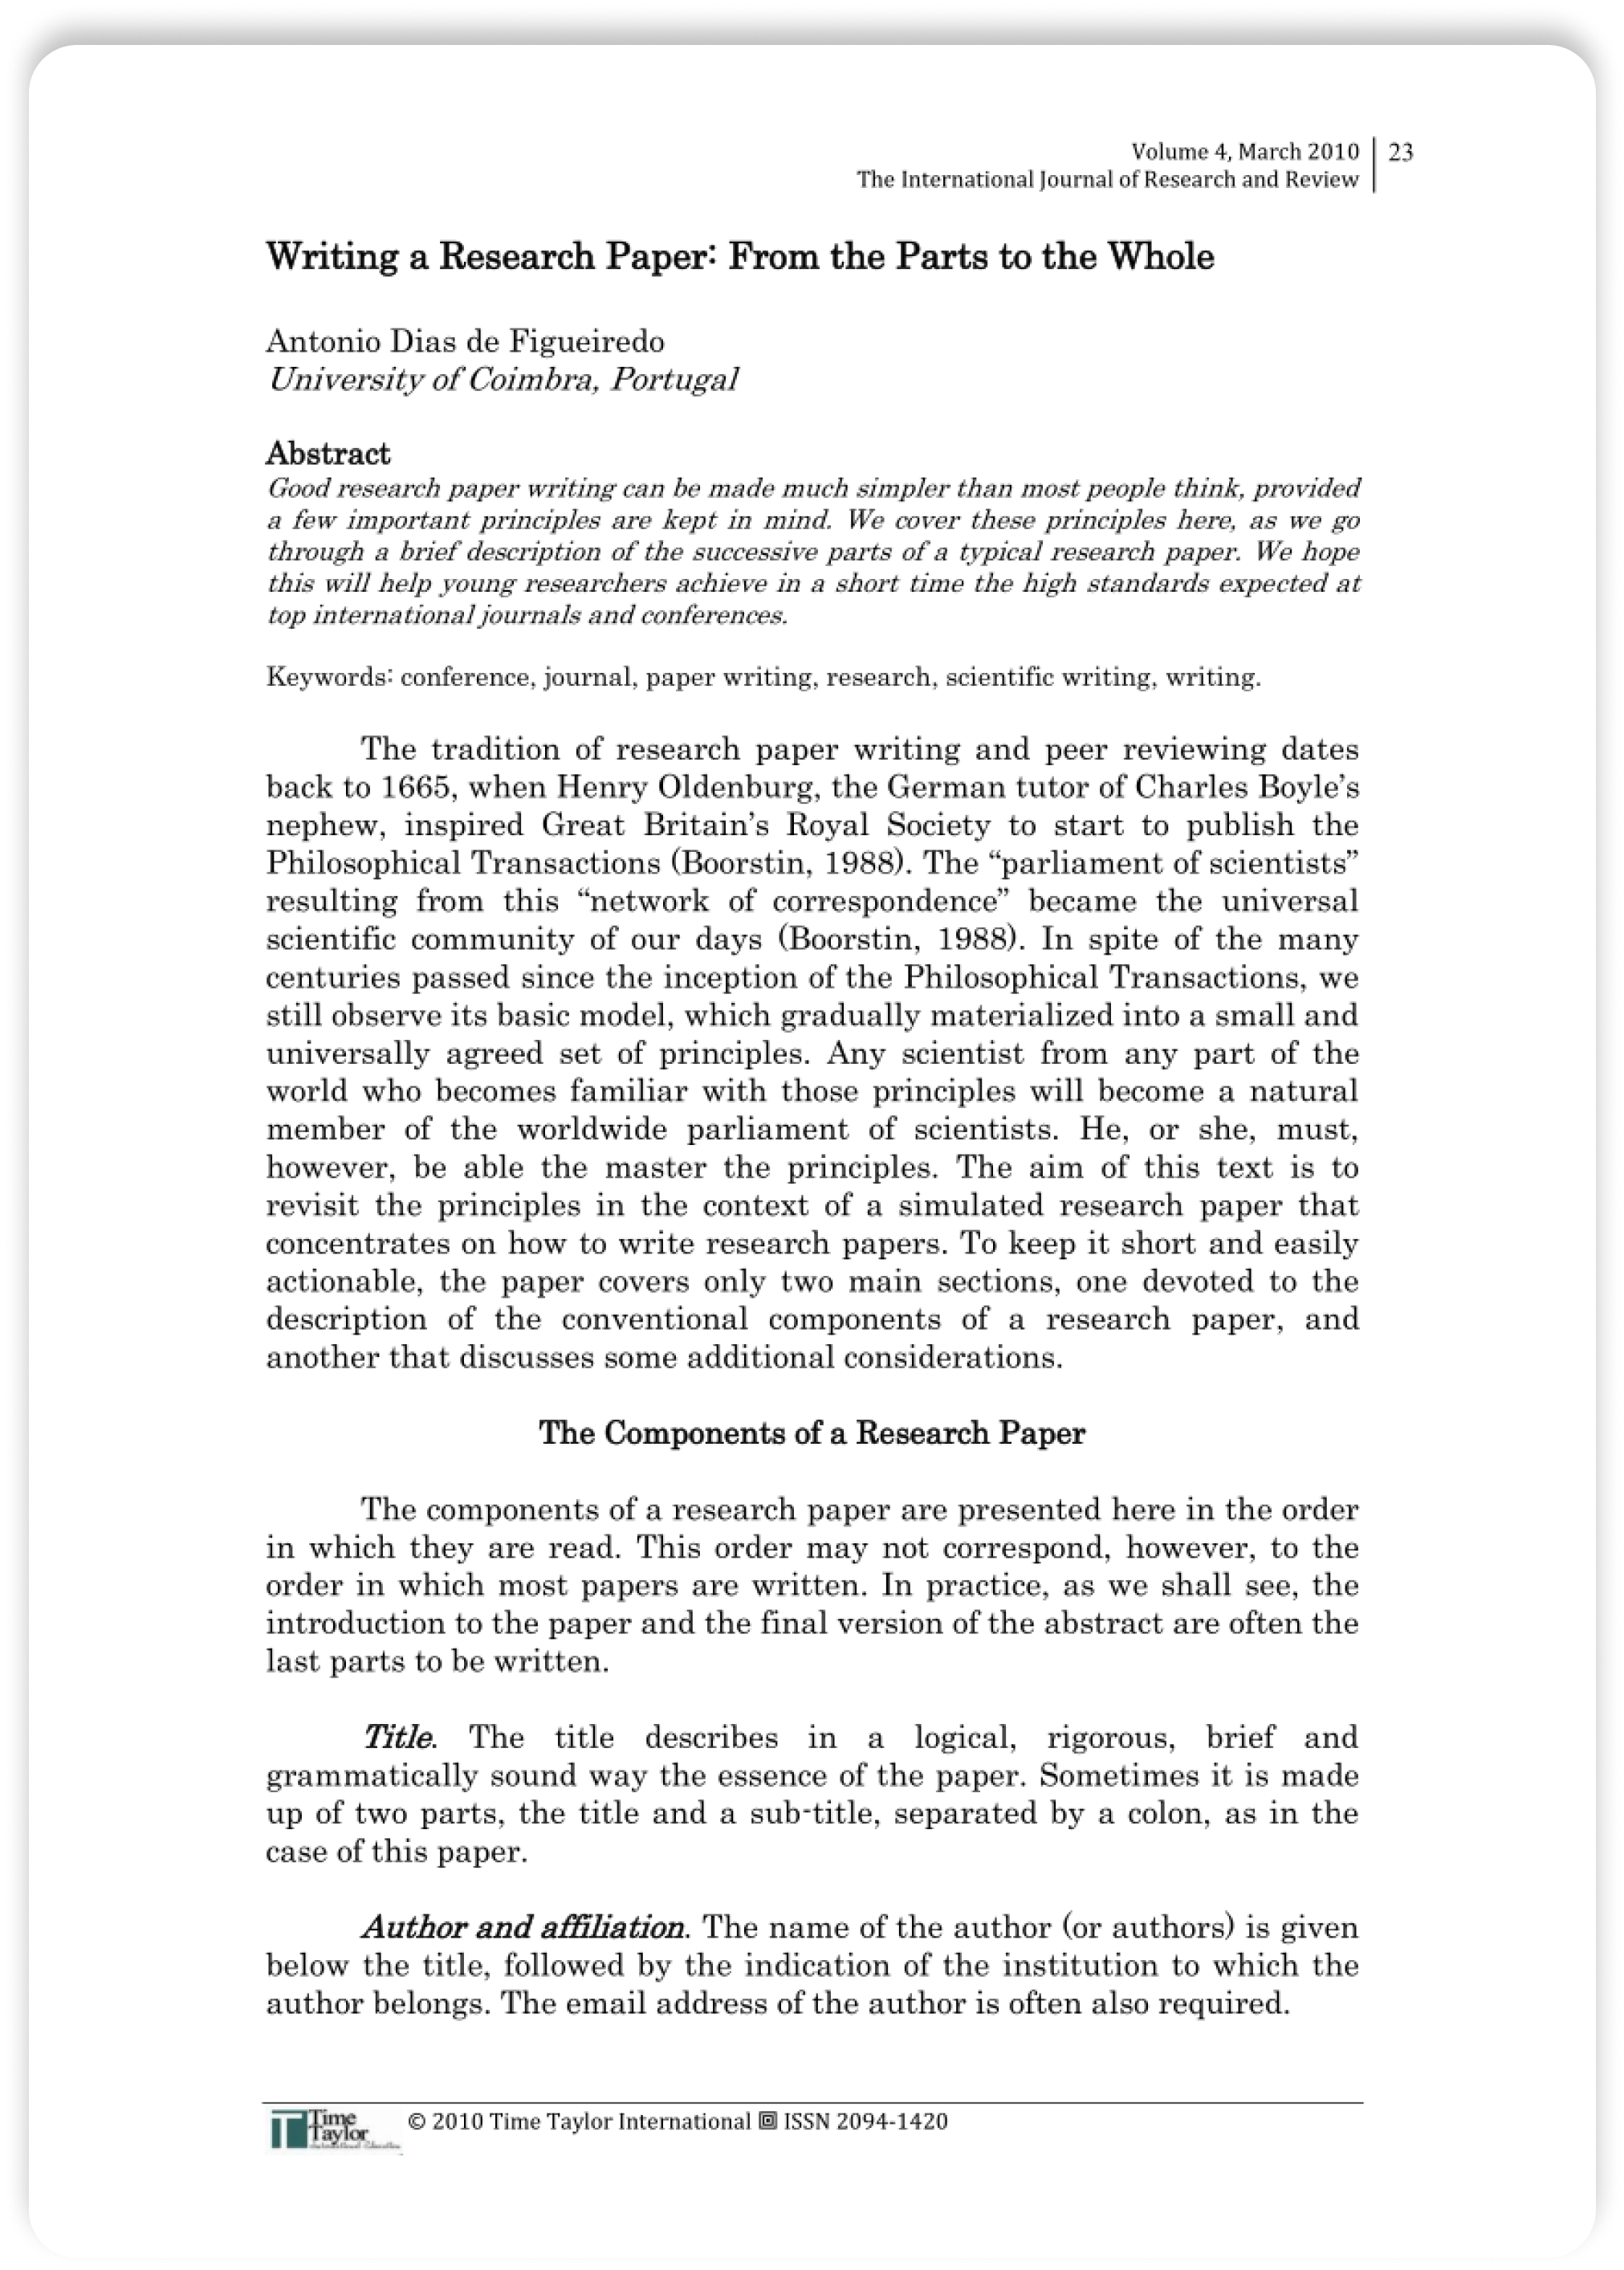 Volume 4, March 2010 23
The International Journal of Research and Review
Writing a Research Paper: From the Parts to the Whole
Antonio Dias de Figueiredo
University of Coimbra, Portugal
Abstract
Good research paper writing can be made much simpler than most people think, provided
a few important principles are kept in mind. We cover these principles here, as we go
through a brief description of the successive parts of a typical research paper. We hope
this will help young researchers achieve in a short time the high standards expected at
top international journals and conferences.
Keywords: conference, journal, paper writing, research, scientific writing, writing.
The tradition of research paper writing and peer reviewing dates
back to 1665, when Henry Oldenburg, the German tutor of Charles Boyle’s
nephew, inspired Great Britain’s Royal Society to start to publish the
Philosophical Transactions (Boorstin, 1988). The “parliament of scientists”
resulting from this “network of correspondence” became the universal
scientific community of our days (Boorstin, 1988). In spite of the many
centuries passed since the inception of the Philosophical Transactions, we
still observe its basic model, which gradually materialized into a small and
universally agreed set of principles. Any scientist from any part of the
world who becomes familiar with those principles will become a natural
member of the worldwide parliament of scientists. He, or she, must,
however, be able the master the principles. The aim of this text is to
revisit the principles in the context of a simulated research paper that
concentrates on how to write research papers. To keep it short and easily
actionable, the paper covers only two main sections, one devoted to the
description of the conventional components of a research paper, and
another that discusses some additional considerations.
The Components of a Research Paper
The components of a research paper are presented here in the order
in which they are read. This order may not correspond, however, to the
order in which most papers are written. In practice, as we shall see, the
introduction to the paper and the final version of the abstract are often the
last parts to be written.
Title. The title describes in a logical, rigorous, brief and
grammatically sound way the essence of the paper. Sometimes it is made
up of two parts, the title and a sub-title, separated by a colon, as in the
case of this paper.
Author and affiliation. The name of the author (or authors) is given
below the title, followed by the indication of the institution to which the
author belongs. The email address of the author is often also required.
Time
Taylor
© 2010 Time Taylor International ISSN 2094-1420